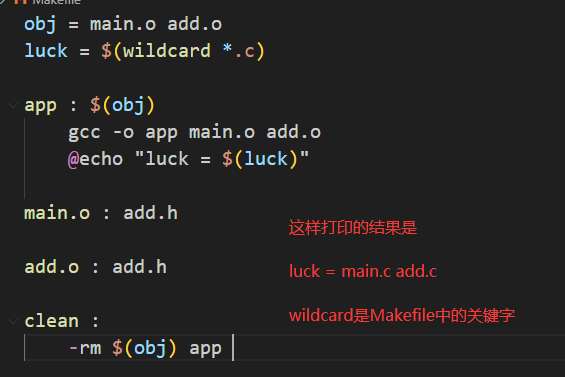 Makefile
obj = main.o add.o
luck = $(wildcard *.c)
app : $(obj)
gcc -o app main.o add.o
@echo "luck = $(luck)"
main.o : add.h
这样打印的结果是
add.o : add.h
luck = main.c add.c
clean :
wildcard是Makefile中的关键字
-rm $(obj) app